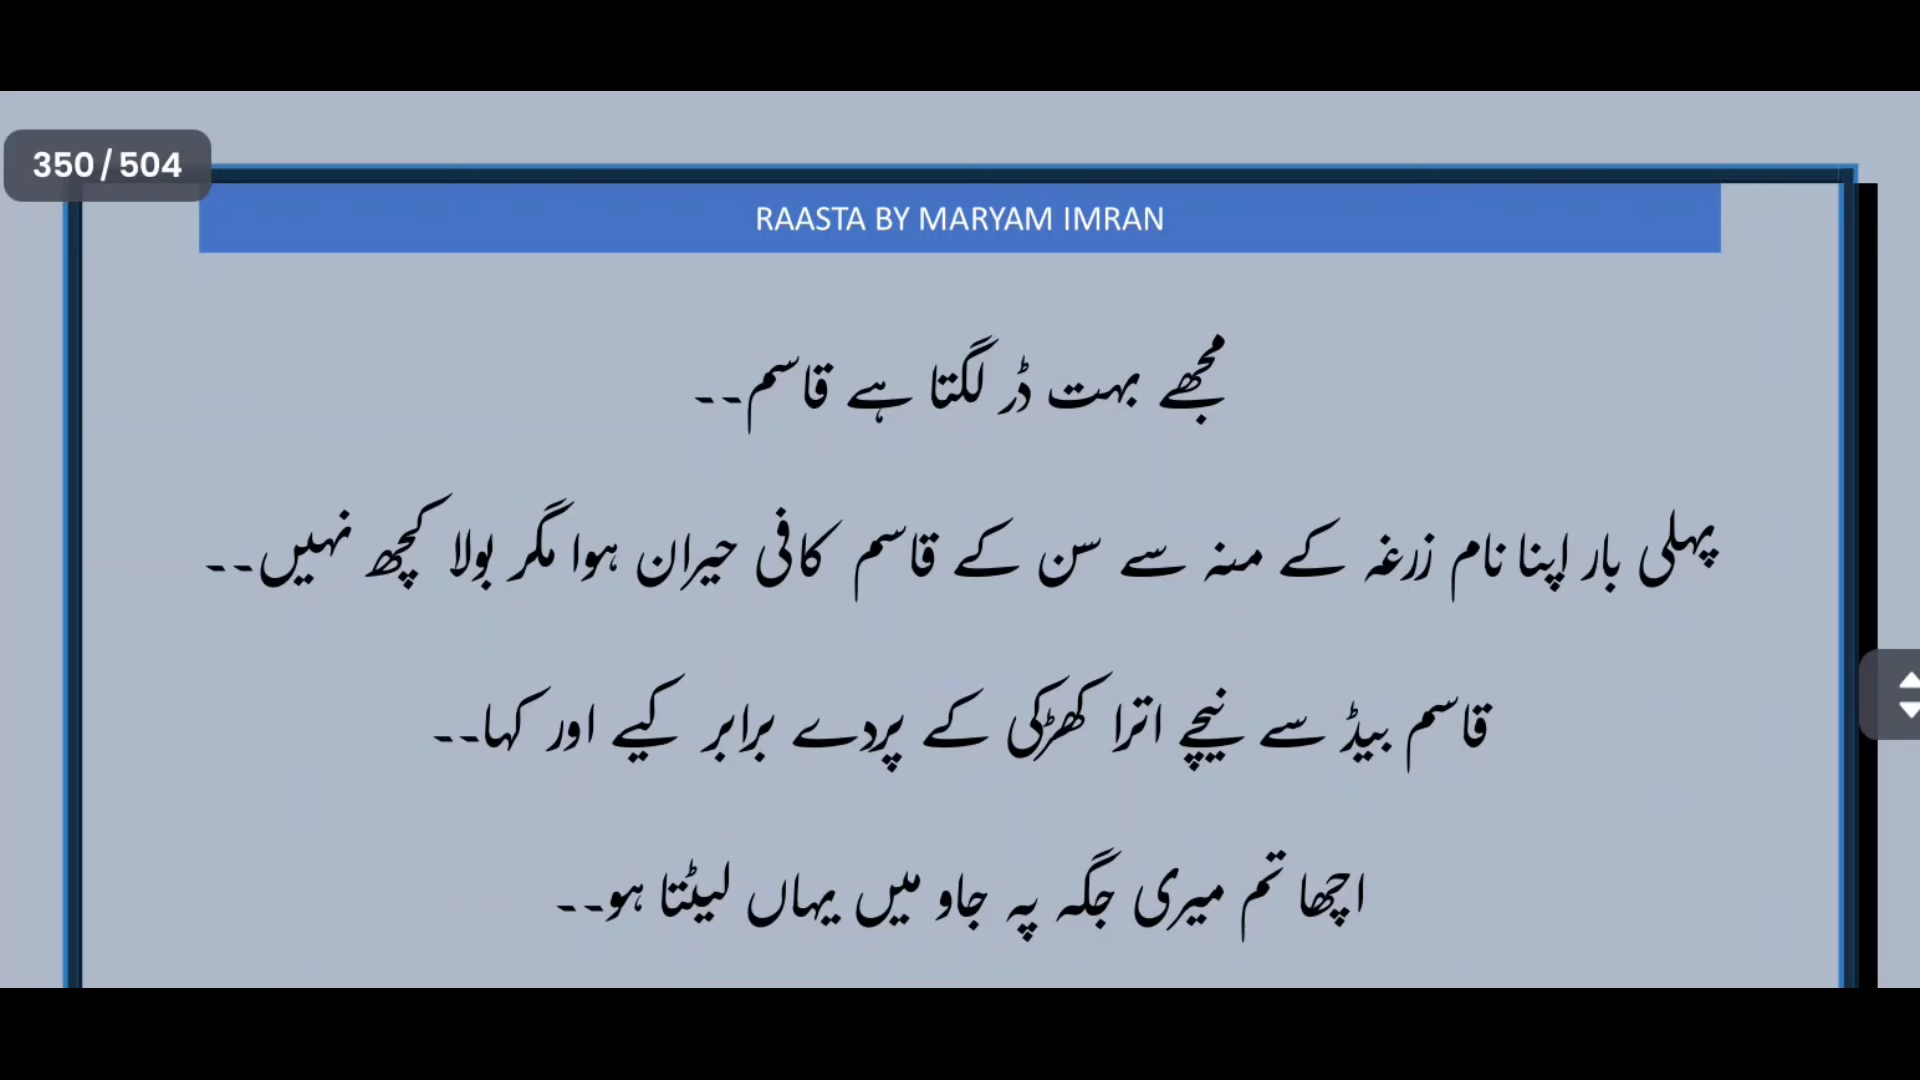 350/504
RAASTA BY MARYAM IMRAN
مجھے بہت ڈر لگتا ہے قاسم۔۔
پہلی بار اپنا نام زرغہ کے منہ سے سن کے قاسم کافی حیران ہوا مگر بولا کچھ نہیں۔۔
قاسم بیڈ سے نیچے اترا کھڑکی کے پردے برابر کیے اور کہا۔۔
اچھا تم میری جگہ پہ جاو میں یہاں لیٹتا ہو۔۔